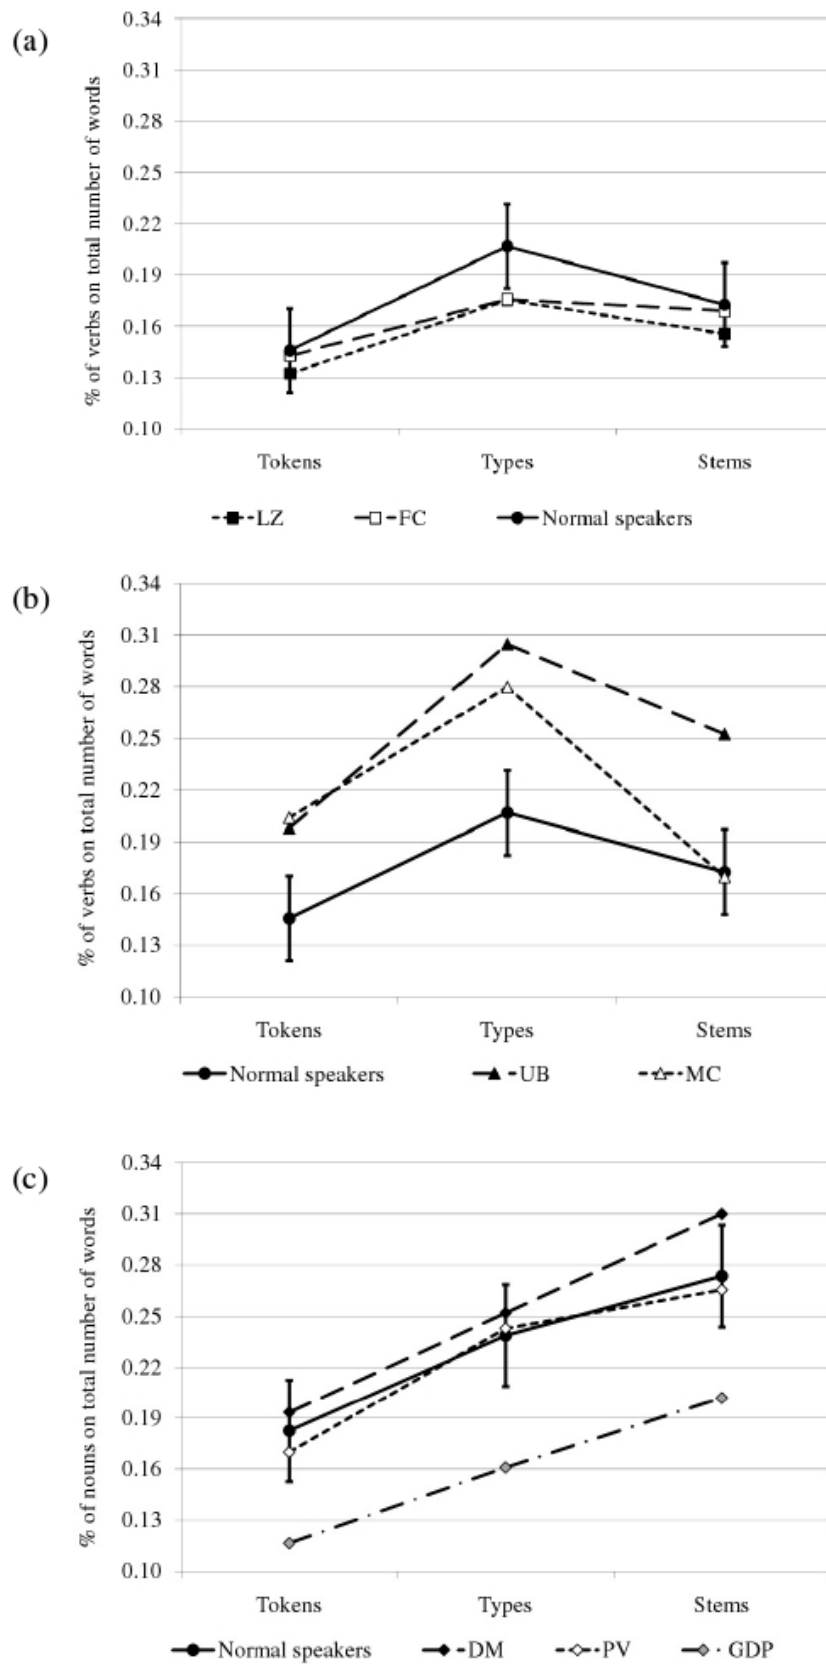 (a)
% of verbs on total number of words
0.34
0.31
0.28
0.25
0.22
0.19
0.16
0.13
0.10
Tokens Types Stems
LZ FC Normal speakers
(b)
% of verbs on total number of words
0.34
0.31
0.28
0.25
0.22
0.19
0.16
0.13
0.10
Tokens Types Stems
Normal speakers UB MC
(c)
% of nouns on total number of words
0.34
0.31
0.28
0.25
0.22
0.19
0.16
0.13
0.10
Tokens Types Stems
Normal speakers DM PV GDP